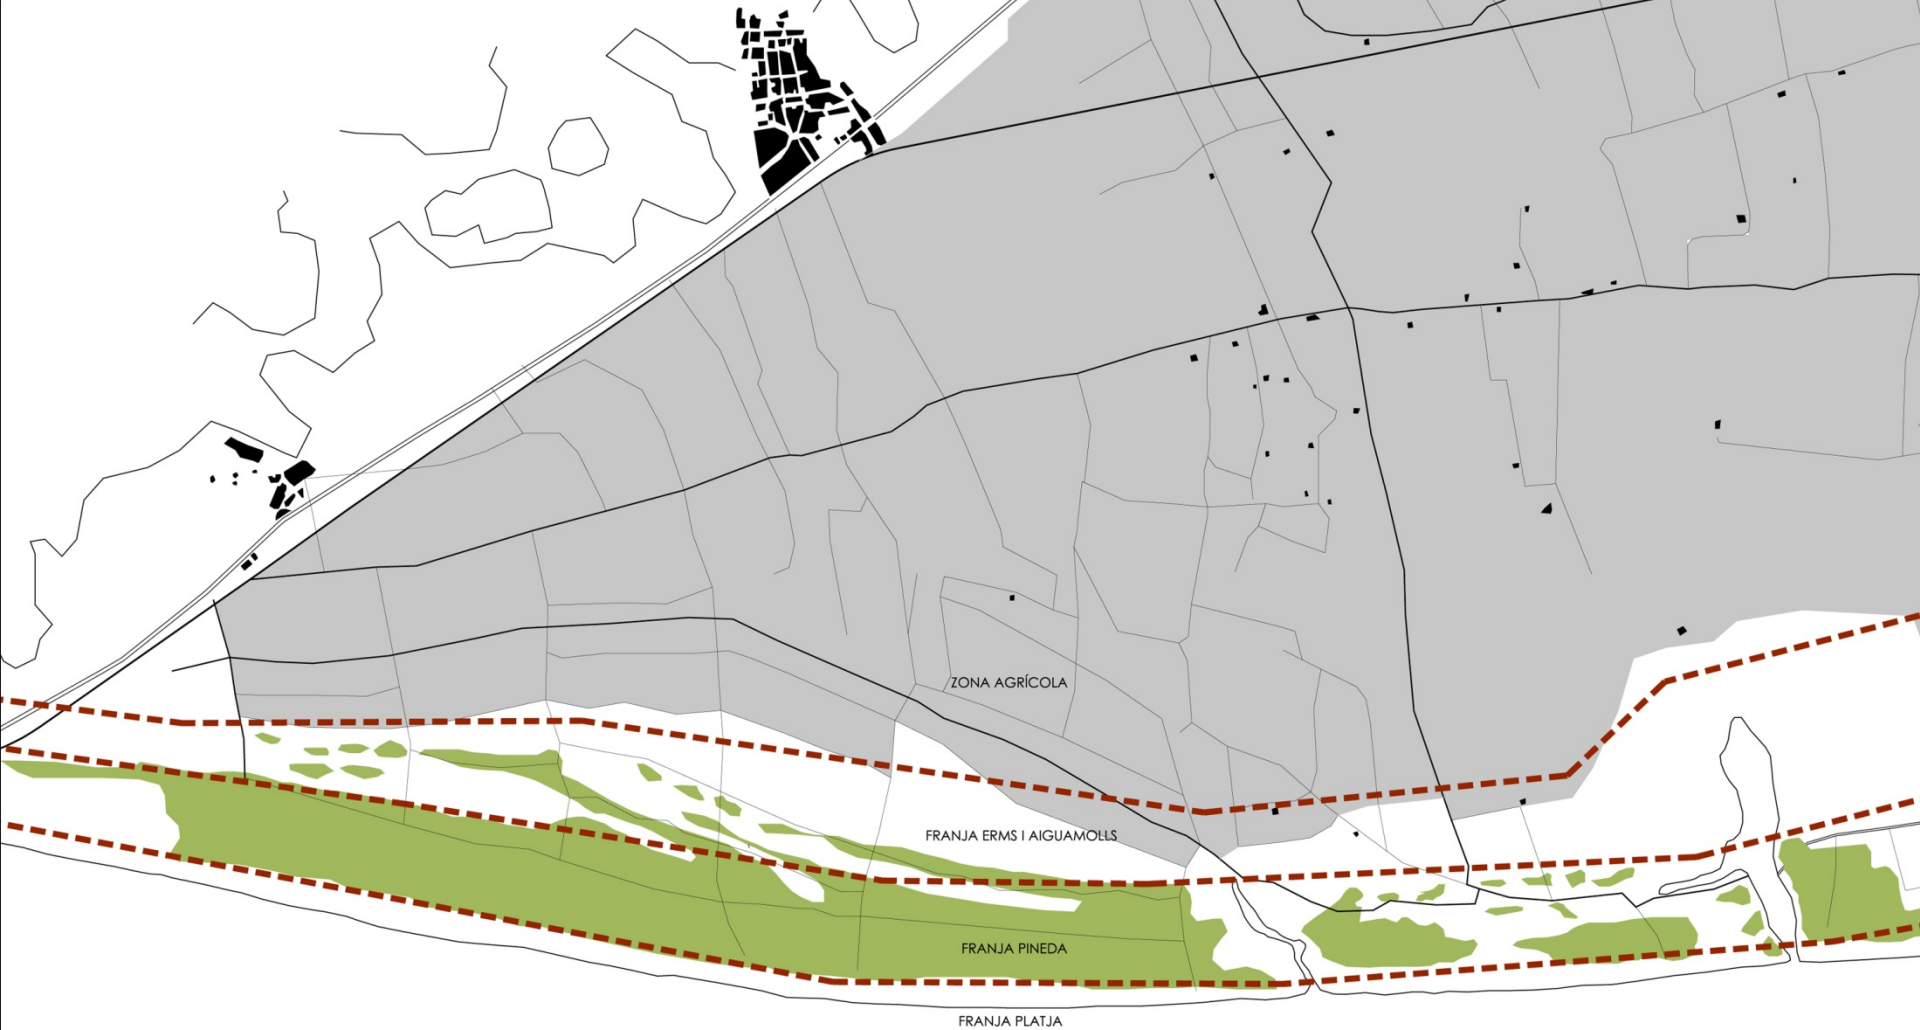 ZONA AGRÍCOLA
FRANJA ERMS I AIGUAMOLLS
FRANJA PINEDA
FRANJA PLATJA